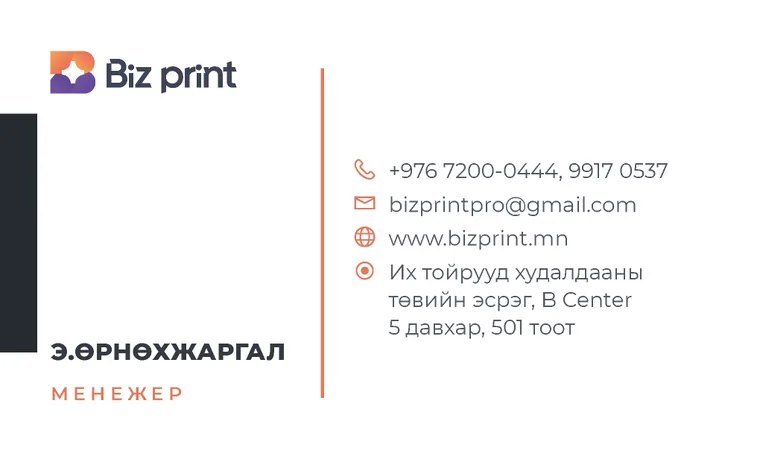 Biz print
Э.ӨРНӨХЖАРГАЛ
МЕНЕЖЕР
+976 7200-0444, 9917 0537
bizprintpro@gmail.com
www.bizprint.mn
Их тойрууд худалдааны
төвийн эсрэг, B Center
5 давхар, 501 тоот